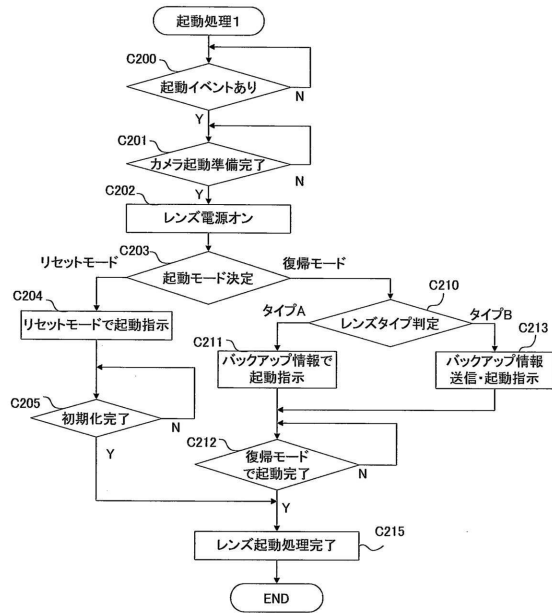 起動処理1
C200
起動イベントあり
N
Y
C201
カメラ起動準備完了
N
Y
C202
レンズ電源オン
C203
起動モード決定
リセットモード
復帰モード
C204
リセットモードで起動指示
C210
レンズタイプ判定
タイプA
タイプB
C211
バックアップ情報で
起動指示
C213
バックアップ情報
送信・起動指示
C205
初期化完了
N
Y
C212
復帰モード
で起動完了
N
Y
C215
レンズ起動処理完了
END